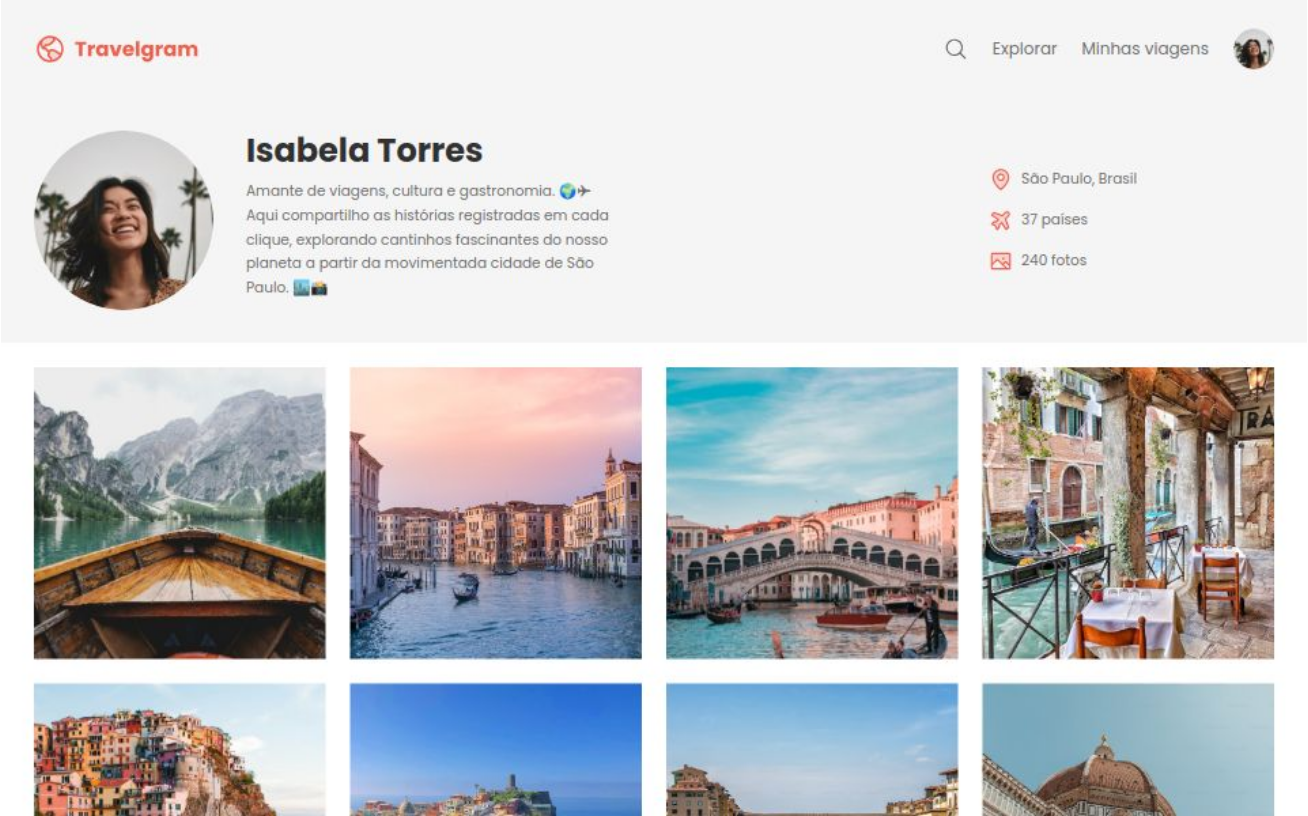 Travelgram
Explorar
Minhas viagens
Isabela Torres
Amante de viagens, cultura e gastronomia. 🌍✈
Aqui compartilho as histórias registradas em cada
clique, explorando cantinhos fascinantes do nosso
planeta a partir da movimentada cidade de São
Paulo. 🏙️📸
São Paulo, Brasil
37 países
240 fotos
TRA